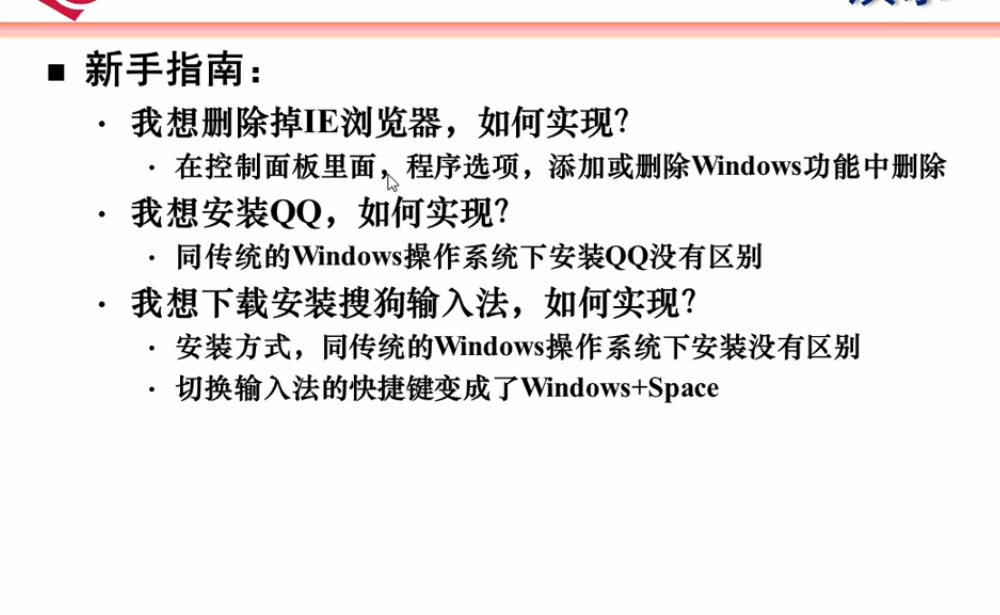 ■ 新手指南：
· 我想删除掉IE浏览器，如何实现？
· 在控制面板里面，程序选项，添加或删除Windows功能中删除
· 我想安装QQ，如何实现？
· 同传统的Windows操作系统下安装QQ没有区别
· 我想下载安装搜狗输入法，如何实现？
· 安装方式，同传统的Windows操作系统下安装没有区别
· 切换输入法的快捷键变成了Windows+Space